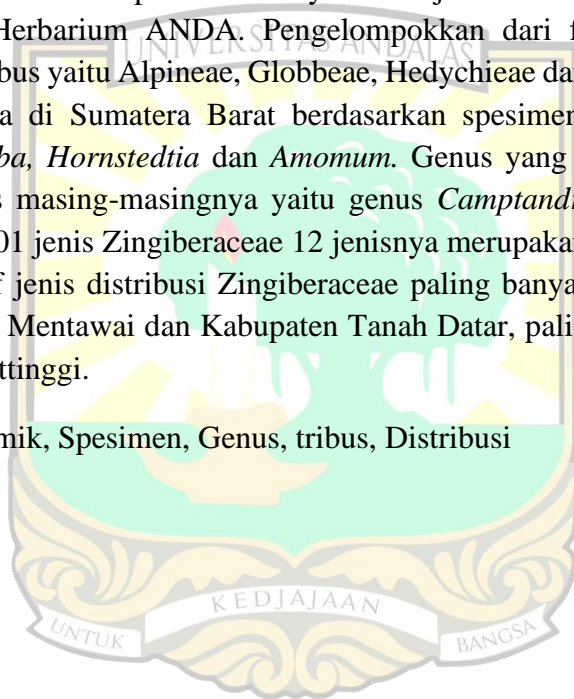 Herbarium ANDA. Pengelompokkan dari f
UNIVERSITAS ANDALAS
bus yaitu Alpineae, Globbeae, Hedychieae da
a di Sumatera Barat berdasarkan spesimen
ba, Hornstedtia dan Amomum. Genus yang
s masing-masingnya yaitu genus Camptand
01 jenis Zingiberaceae 12 jenisnya merupaka
f jenis distribusi Zingiberaceae paling banya
Mentawai dan Kabupaten Tanah Datar, pali
ttinggi.
mik, Spesimen, Genus, tribus, Distribusi
KEDJAJAAN
UNTUK
BANGSA